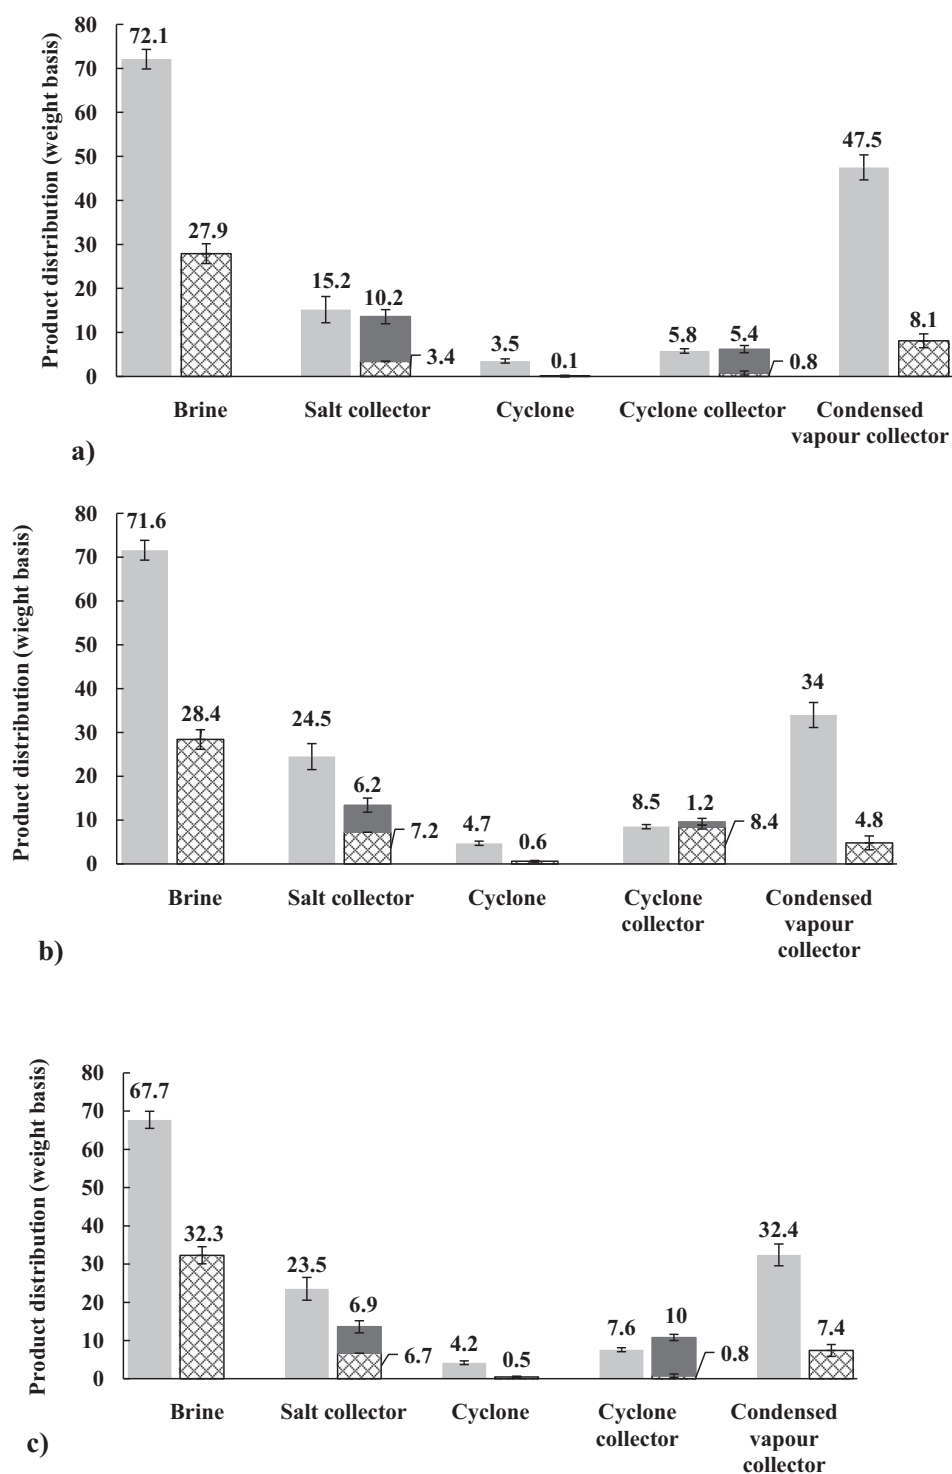 Product distribution (weight basis)
80
70
60
50
40
30
20
10
0
72.1
27.9
15.2
10.2
3.4
3.5
0.1
5.8
5.4
0.8
47.5
8.1
Brine
Salt collector
Cyclone
Cyclone collector
Condensed
vapour collector
a)
Product distribution (wieght basis)
80
70
60
50
40
30
20
10
0
71.6
28.4
24.5
6.2
7.2
4.7
0.6
8.5
1.2
8.4
34
4.8
Brine
Salt collector
Cyclone
Cyclone
collector
Condensed
vapour
collector
b)
Product distribution (weight basis)
80
70
60
50
40
30
20
10
0
67.7
32.3
23.5
6.9
6.7
4.2
0.5
7.6
10
0.8
32.4
7.4
Brine
Salt collector
Cyclone
Cyclone
collector
Condensed
vapour
collector
c)